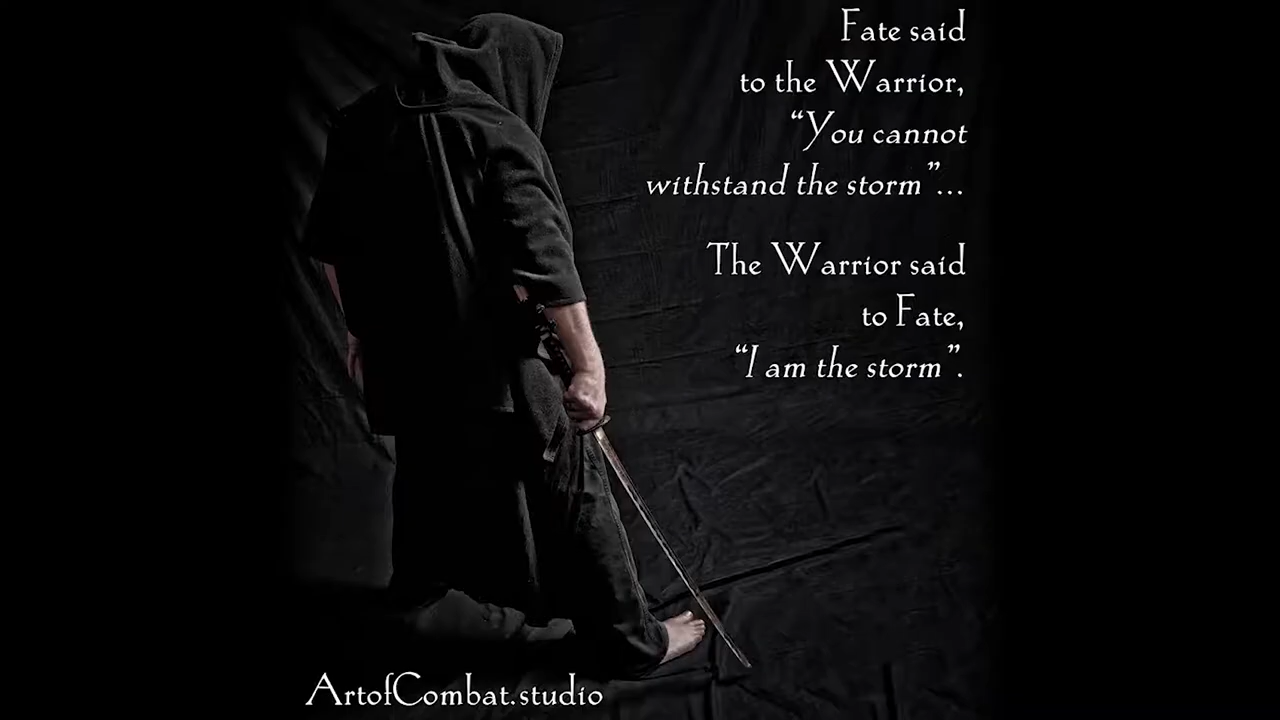 Fate said
to the Warrior,
“You cannot
withstand the storm”...
The Warrior said
to Fate,
“I am the storm”.
ArtofCombat.studio